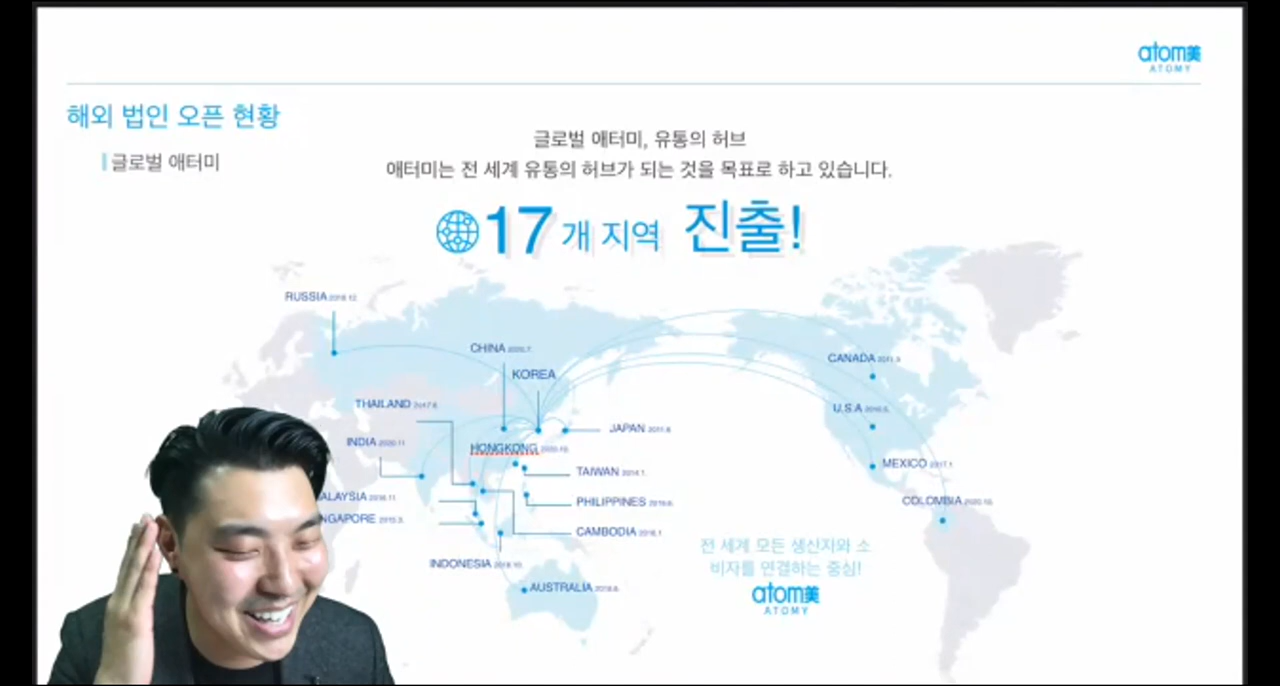 atom美
ATOMY
해외 법인 오픈 현황
글로벌 애터미
글로벌 애터미, 유통의 허브
애터미는 전 세계 유통의 허브가 되는 것을 목표로 하고 있습니다.
17개 지역 진출!
RUSSIA
CHINA
KOREA
CANADA
THAILAND
U.S.A
INDIA
HONGKONG
JAPAN
MEXICO
TAIWAN
ALAYSIA
PHILIPPINES
COLOMBIA
NGAPORE
CAMBODIA
INDONESIA
AUSTRALIA
전 세계 모든 생산지와 소
비자를 연결하는 중심!
atom美
ATOMY